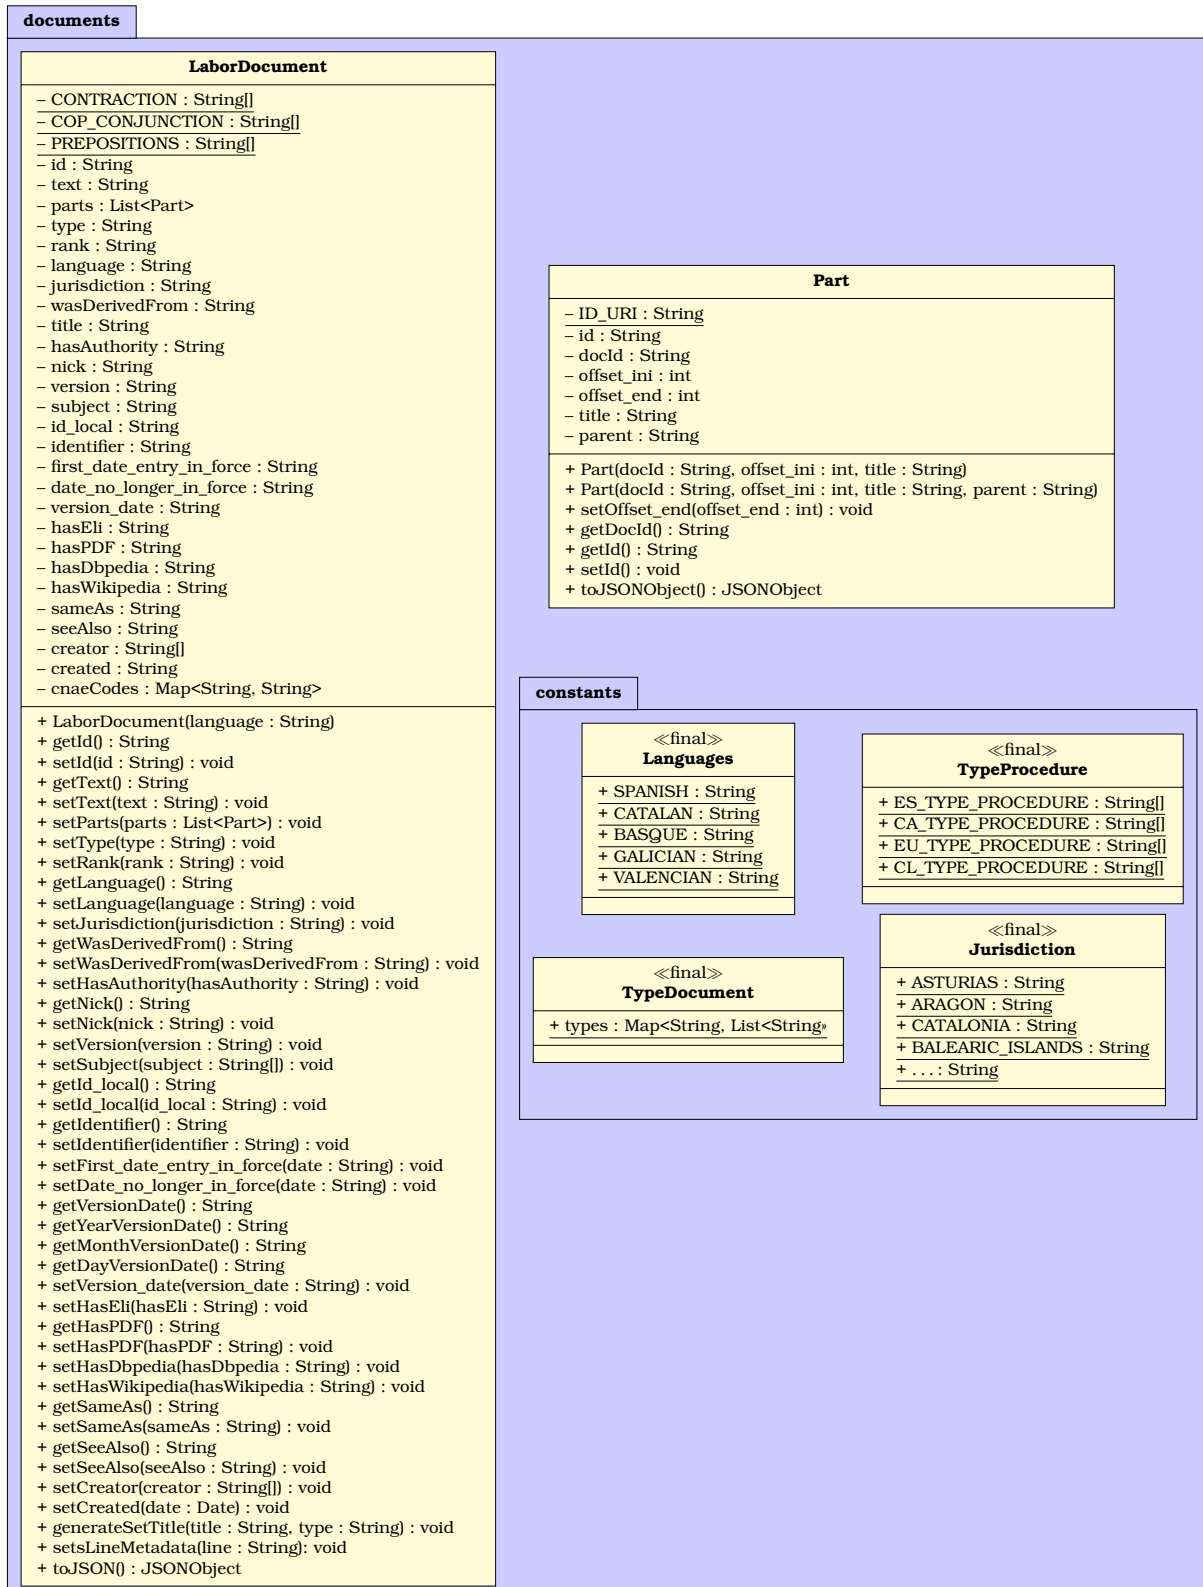 documents
LaborDocument
– CONTRACTION : String[]
– COP_CONJUNCTION : String[]
– PREPOSITIONS : String[]
– id : String
– text : String
– parts : List<Part>
– type : String
– rank : String
– language : String
– jurisdiction : String
– wasDerivedFrom : String
– title : String
– hasAuthority : String
– nick : String
– version : String
– subject : String
– id_local : String
– identifier : String
– first_date_entry_in_force : String
– date_no_longer_in_force : String
– version_date : String
– hasEli : String
– hasPDF : String
– hasDbpedia : String
– hasWikipedia : String
– sameAs : String
– seeAlso : String
– creator : String[]
– created : String
– cnaeCodes : Map<String, String>
+ LaborDocument(language : String)
+ getId() : String
+ setId(id : String) : void
+ getText() : String
+ setText(text : String) : void
+ setParts(parts : List<Part>) : void
+ setType(type : String) : void
+ setRank(rank : String) : void
+ getLanguage() : String
+ setLanguage(language : String) : void
+ setJurisdiction(jurisdiction : String) : void
+ getWasDerivedFrom() : String
+ setWasDerivedFrom(wasDerivedFrom : String) : void
+ setHasAuthority(hasAuthority : String) : void
+ getNick() : String
+ setNick(nick : String) : void
+ setVersion(version : String) : void
+ setSubject(subject : String[]) : void
+ getId_local() : String
+ setId_local(id_local : String) : void
+ getIdentifier() : String
+ setIdentifier(identifier : String) : void
+ setFirst_date_entry_in_force(date : String) : void
+ setDate_no_longer_in_force(date : String) : void
+ getVersionDate() : String
+ getYearVersionDate() : String
+ getMonthVersionDate() : String
+ getDayVersionDate() : String
+ setVersion_date(version_date : String) : void
+ setHasEli(hasEli : String) : void
+ getHasPDF() : String
+ setHasPDF(hasPDF : String) : void
+ setHasDbpedia(hasDbpedia : String) : void
+ setHasWikipedia(hasWikipedia : String) : void
+ getSameAs() : String
+ setSameAs(sameAs : String) : void
+ getSeeAlso() : String
+ setSeeAlso(seeAlso : String) : void
+ setCreator(creator : String[]) : void
+ setCreated(date : Date) : void
+ generateSetTitle(title : String, type : String) : void
+ setsLineMetadata(line : String): void
+ toJSON() : JSONObject
Part
– ID_URI : String
– id : String
– docId : String
– offset_ini : int
– offset_end : int
– title : String
– parent : String
+ Part(docId : String, offset_ini : int, title : String)
+ Part(docId : String, offset_ini : int, title : String, parent : String)
+ setOffset_end(offset_end : int) : void
+ getDocId() : String
+ getId() : String
+ setId() : void
+ toJSONObject() : JSONObject
constants
≪final≫
Languages
+ SPANISH : String
+ CATALAN : String
+ BASQUE : String
+ GALICIAN : String
+ VALENCIAN : String
≪final≫
TypeProcedure
+ ES_TYPE_PROCEDURE : String[]
+ CA_TYPE_PROCEDURE : String[]
+ EU_TYPE_PROCEDURE : String[]
+ CL_TYPE_PROCEDURE : String[]
≪final≫
TypeDocument
+ types : Map<String, List<String»
≪final≫
Jurisdiction
+ ASTURIAS : String
+ ARAGON : String
+ CATALONIA : String
+ BALEARIC_ISLANDS : String
+ . . . : String